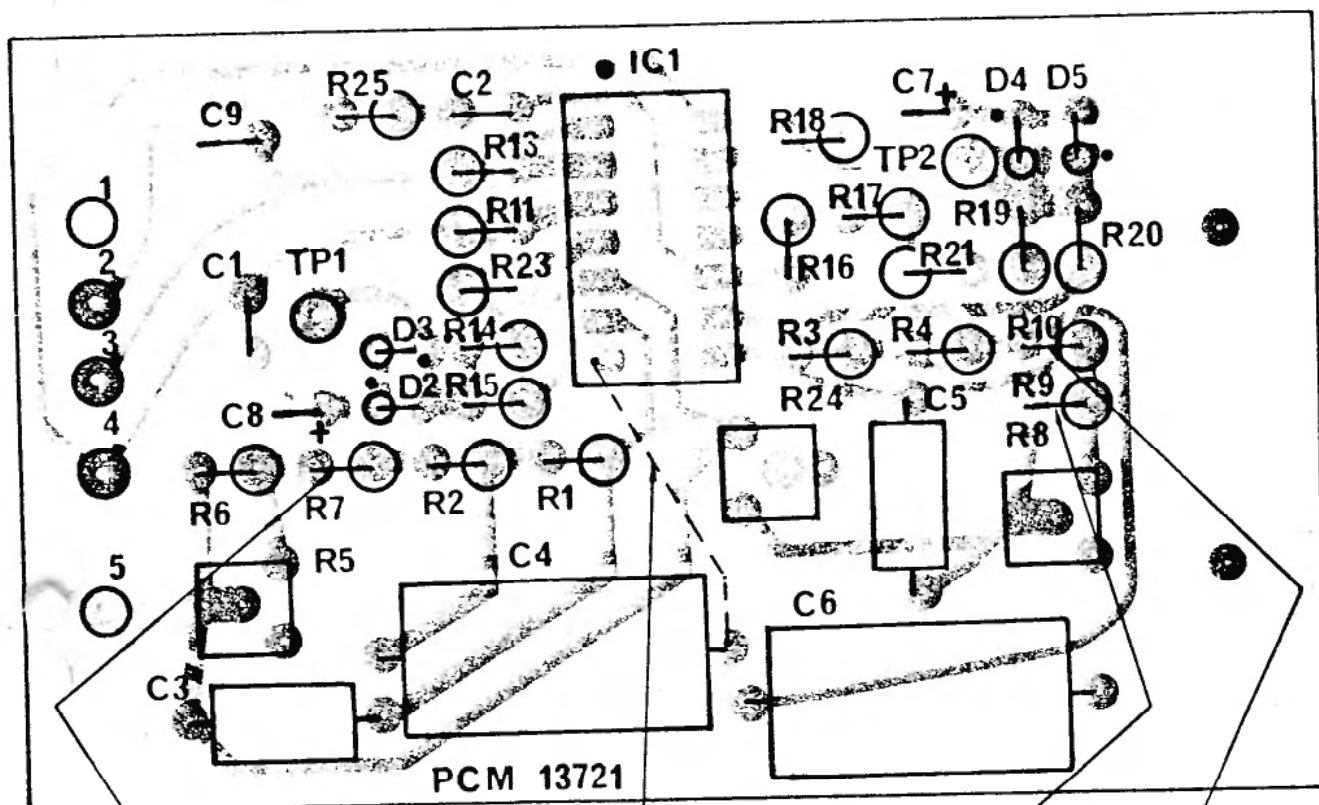 IC1
R25 C2 C7 + D4 D5
C9
R18
R13 TP2
1
R17
R11 R19 R20
2
C1 TP1 R23 R16 R21
3
D3 R14 R3 R4 R10
D2 R15 R24 C5 R9
4
C8 +
R8
R6 R7 R2 R1
5
R5 C4
C6
C3
PCM 13721